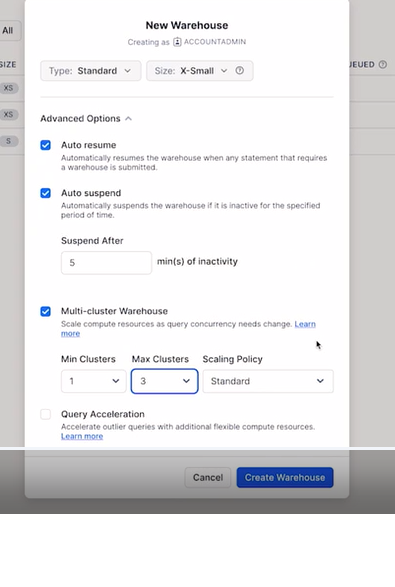 New Warehouse
Creating as ACCOUNTADMIN
All
Type: Standard
Size: X-Small
SIZE
EUED
XS
XS
S
Advanced Options
Auto resume
Automatically resumes the warehouse when any statement that requires
a warehouse is submitted.
Auto suspend
Automatically suspends the warehouse if it is inactive for the specified
period of time.
Suspend After
5 min(s) of inactivity
Multi-cluster Warehouse
Scale compute resources as query concurrency needs change. Learn
more
Min Clusters Max Clusters Scaling Policy
1 3 Standard
Query Acceleration
Accelerate outlier queries with additional flexible compute resources.
Learn more
Cancel Create Warehouse